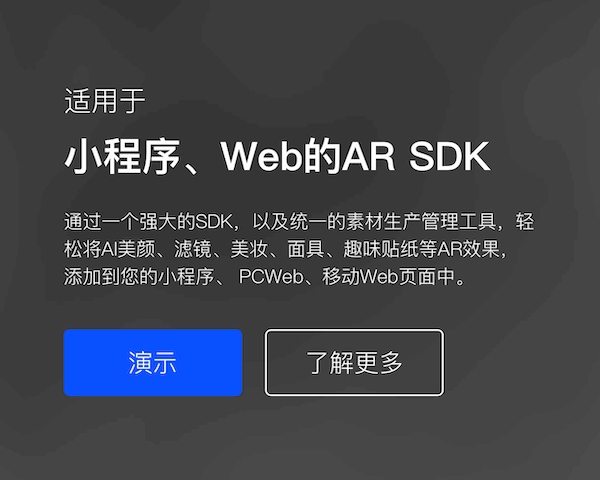 适用于
小程序、Web的AR SDK
通过一个强大的SDK，以及统一的素材生产管理工具，轻
松将AI美颜、滤镜、美妆、面具、趣味贴纸等AR效果，
添加到您的小程序、 PCWeb、移动Web页面中。
演示
了解更多